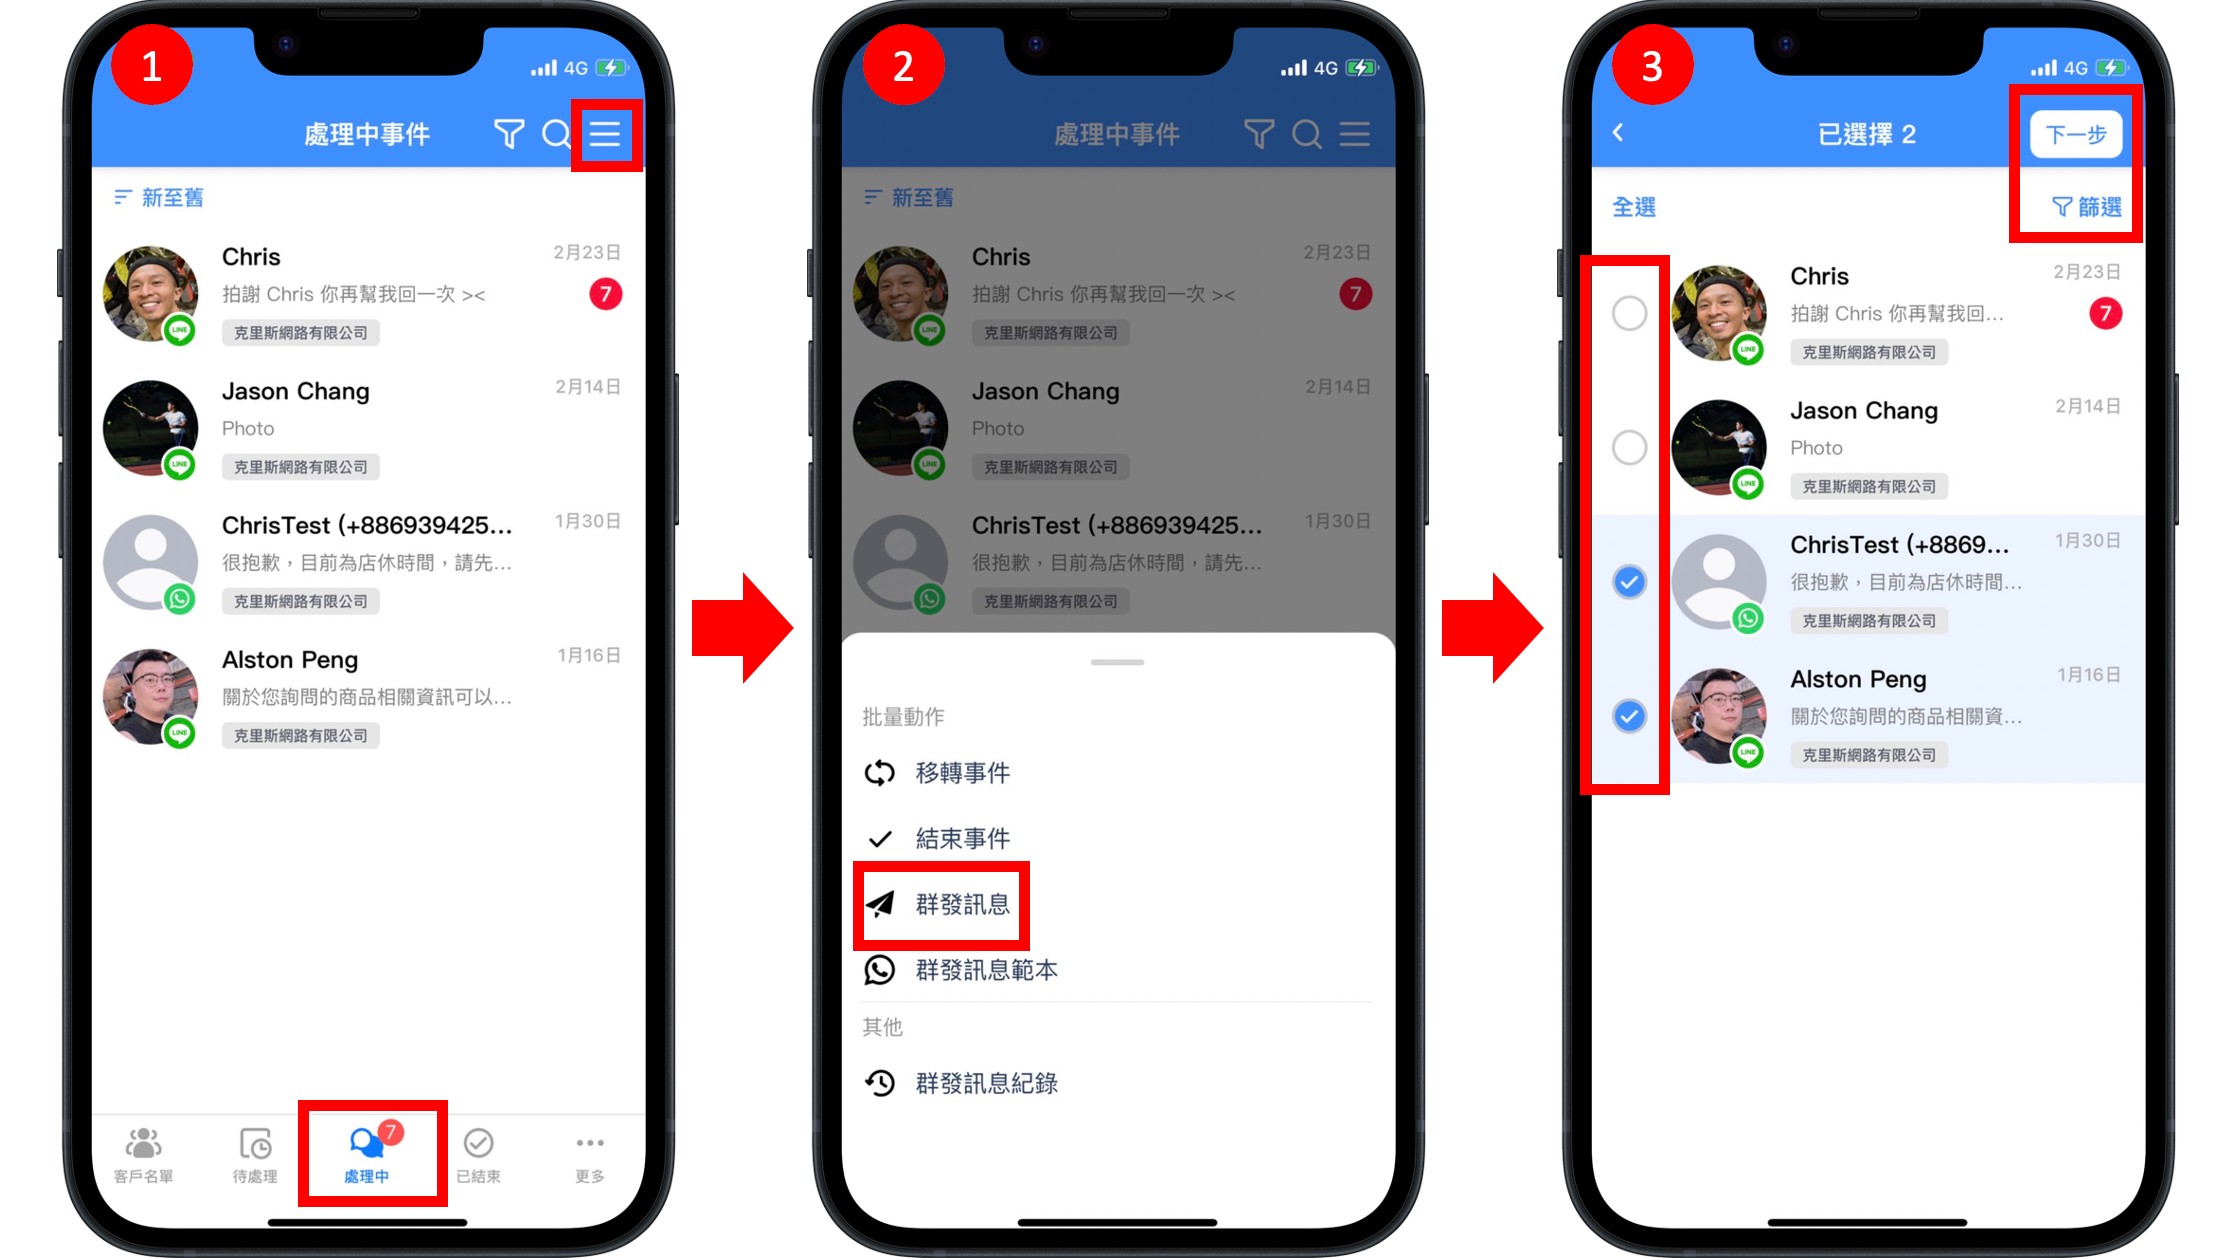 1
4G
處理中事件
新至舊
Chris
2月23日
拍謝 Chris 你再幫我回一次 ><
7
克里斯網路有限公司
Jason Chang
2月14日
Photo
克里斯網路有限公司
ChrisTest (+886939425...
1月30日
很抱歉，目前為店休時間，請先...
克里斯網路有限公司
Alston Peng
1月16日
關於您詢問的商品相關資訊可以...
克里斯網路有限公司
7
客戶名單
待處理
處理中
已結束
更多
2
4G
處理中事件
新至舊
Chris
2月23日
拍謝 Chris 你再幫我回一次 ><
7
克里斯網路有限公司
Jason Chang
2月14日
Photo
克里斯網路有限公司
ChrisTest (+886939425...
1月30日
很抱歉，目前為店休時間，請先...
克里斯網路有限公司
批量動作
移轉事件
結束事件
群發訊息
群發訊息範本
其他
群發訊息紀錄
3
4G
已選擇 2
下一步
全選
篩選
Chris
2月23日
拍謝 Chris 你再幫我回...
7
克里斯網路有限公司
Jason Chang
2月14日
Photo
克里斯網路有限公司
ChrisTest (+8869...
1月30日
很抱歉，目前為店休時間...
克里斯網路有限公司
Alston Peng
1月16日
關於您詢問的商品相關資...
克里斯網路有限公司